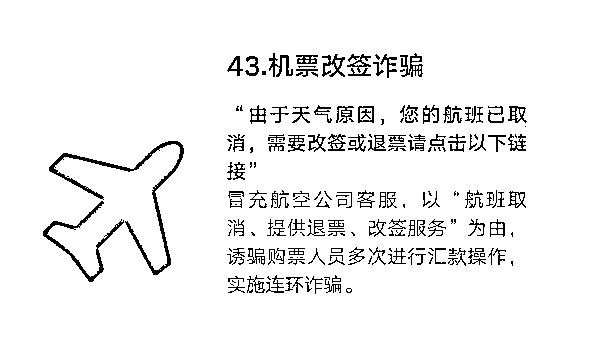 43.机票改签诈骗
“由于天气原因，您的航班已取
消，需要改签或退票请点击以下链
接”
冒充航空公司客服，以“航班取
消、提供退票、改签服务”为由，
诱骗购票人员多次进行汇款操作，
实施连环诈骗。